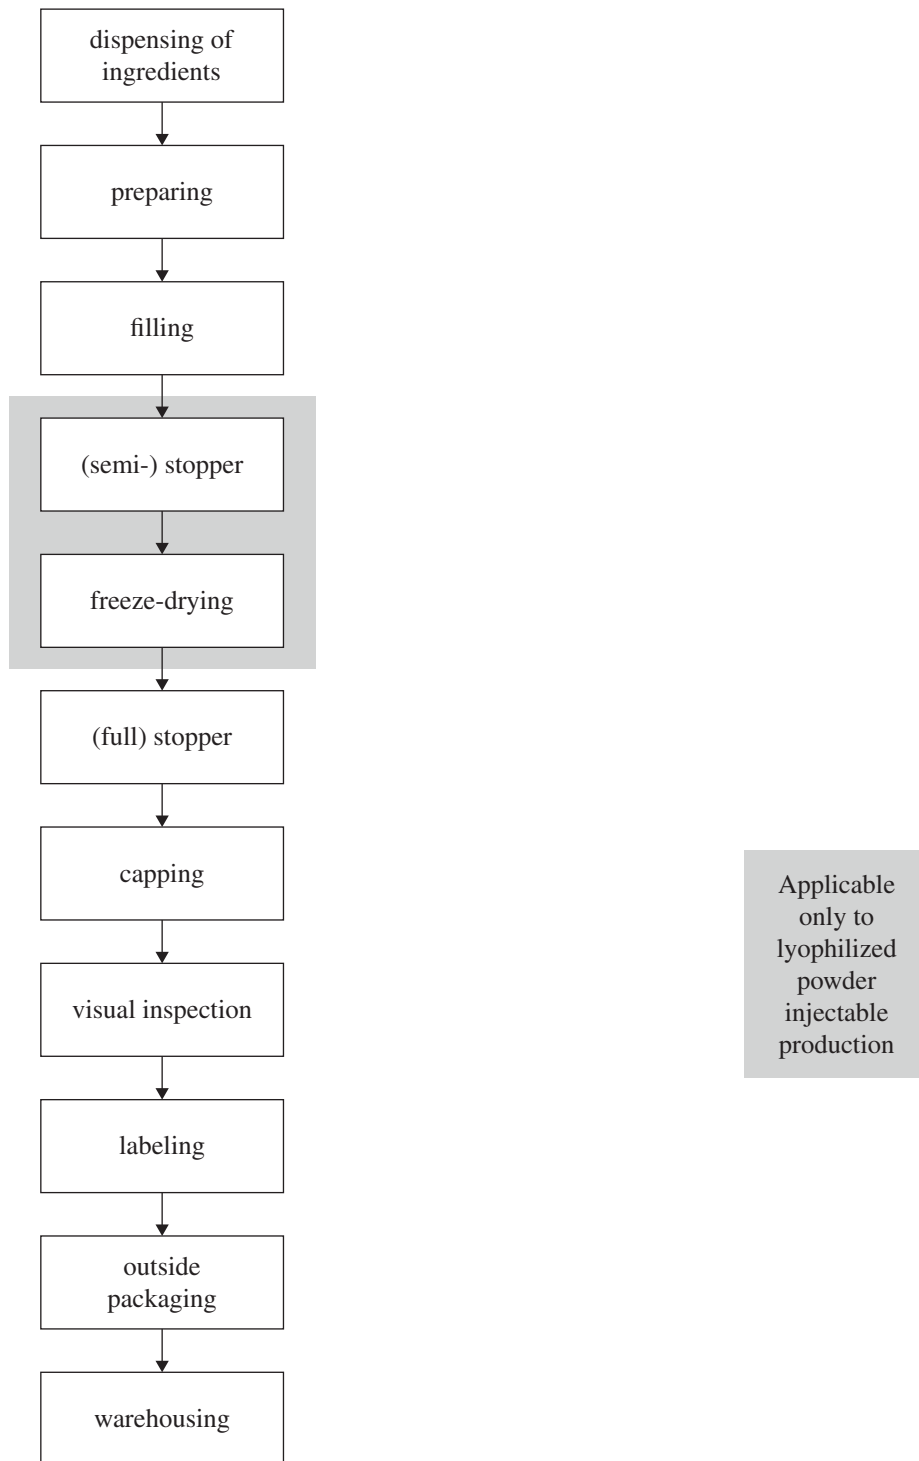 dispensing of
ingredients
preparing
filling
(semi-) stopper
freeze-drying
(full) stopper
capping
Applicable
only to
lyophilized
powder
injectable
production
visual inspection
labeling
outside
packaging
warehousing